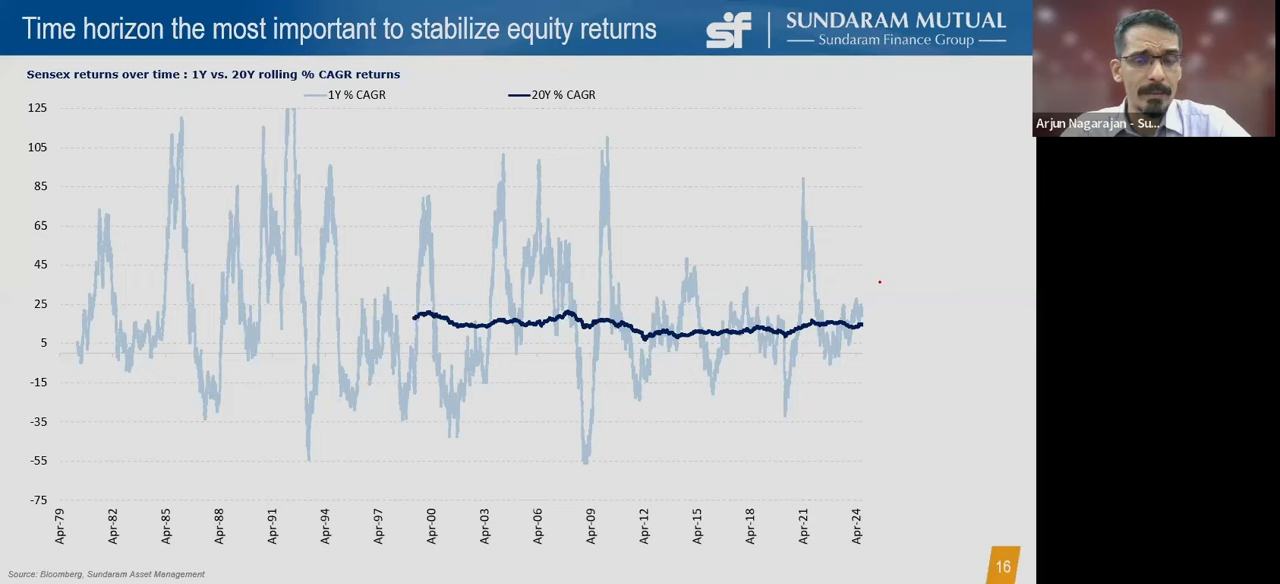 Time horizon the most important to stabilize equity returns
sf
SUNDARAM MUTUAL
Sundaram Finance Group
Arjun Nagarajan - Su...
Sensex returns over time : 1Y vs. 20Y rolling % CAGR returns
1Y % CAGR
20Y % CAGR
125
105
85
65
45
25
5
-15
-35
-55
-75
Apr-79
Apr-82
Apr-85
Apr-88
Apr-91
Apr-94
Apr-97
Apr-00
Apr-03
Apr-06
Apr-09
Apr-12
Apr-15
Apr-18
Apr-21
Apr-24
Source: Bloomberg, Sundaram Asset Management
16